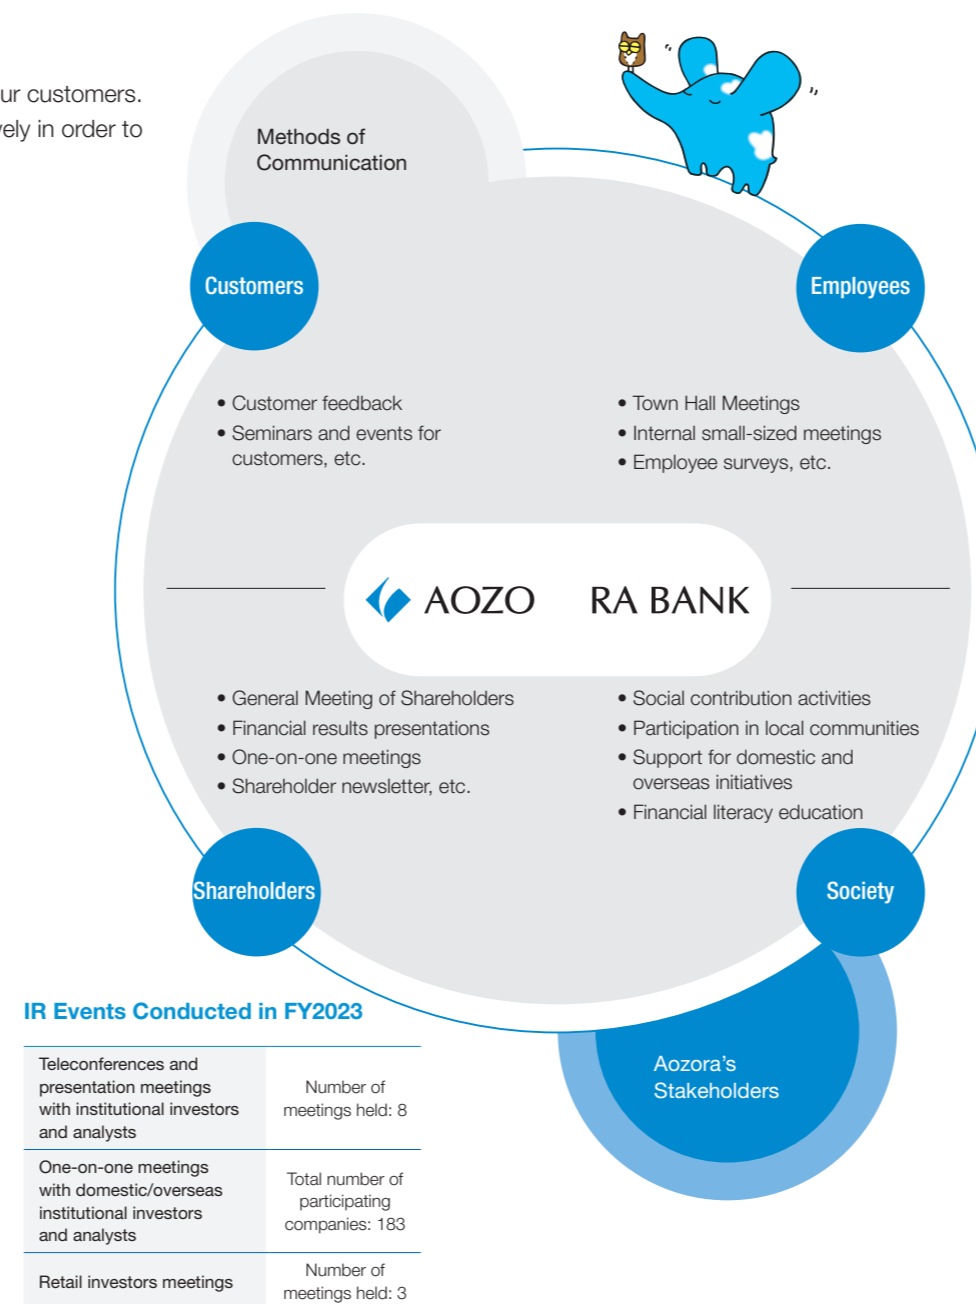 ur customers.
vely in order to
Methods of
Communication
Customers
Employees
• Customer feedback
• Seminars and events for
customers, etc.
• Town Hall Meetings
• Internal small-sized meetings
• Employee surveys, etc.
AOZO RA BANK
• General Meeting of Shareholders
• Financial results presentations
• One-on-one meetings
• Shareholder newsletter, etc.
• Social contribution activities
• Participation in local communities
• Support for domestic and
overseas initiatives
• Financial literacy education
Shareholders
Society
Aozora's
Stakeholders
IR Events Conducted in FY2023
Teleconferences and
presentation meetings
with institutional investors
and analysts
Number of
meetings held: 8
One-on-one meetings
with domestic/overseas
institutional investors
and analysts
Total number of
participating
companies: 183
Retail investors meetings
Number of
meetings held: 3